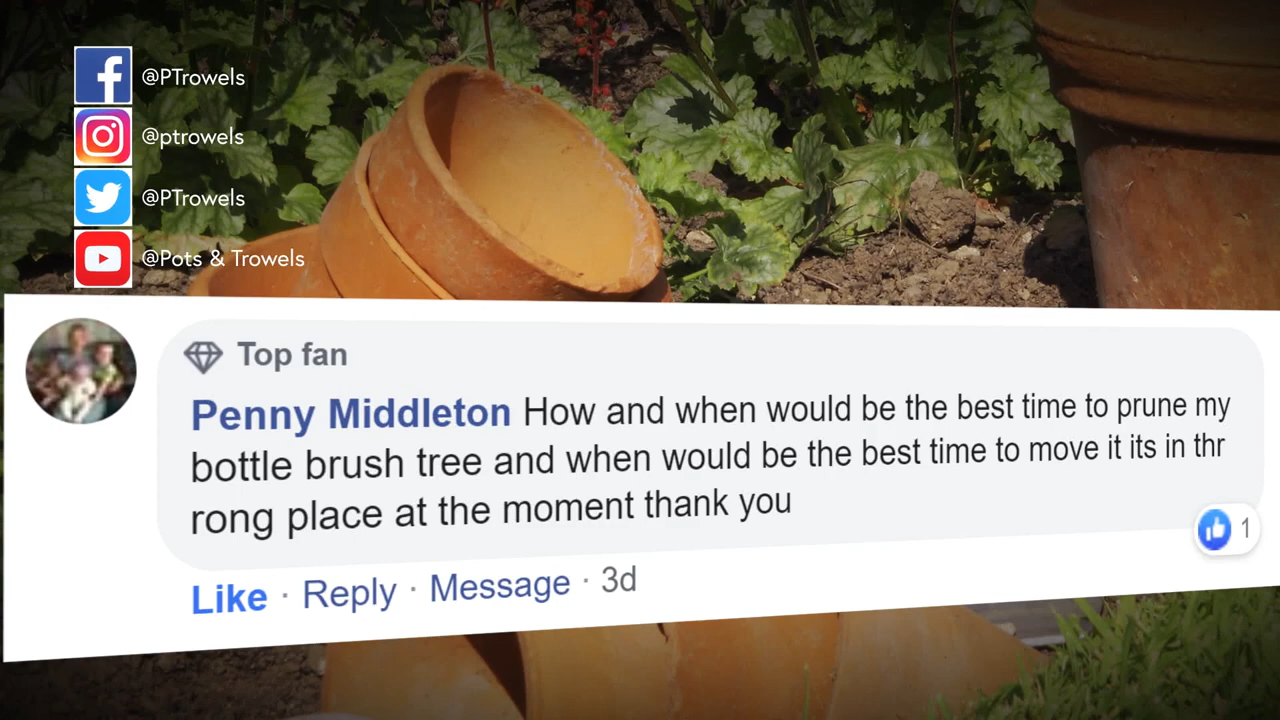 @PTrowels
@ptrowels
@PTrowels
@Pots & Trowels
Top fan
Penny Middleton How and when would be the best time to prune my
bottle brush tree and when would be the best time to move it its in thr
rong place at the moment thank you
1
Like · Reply · Message · 3d